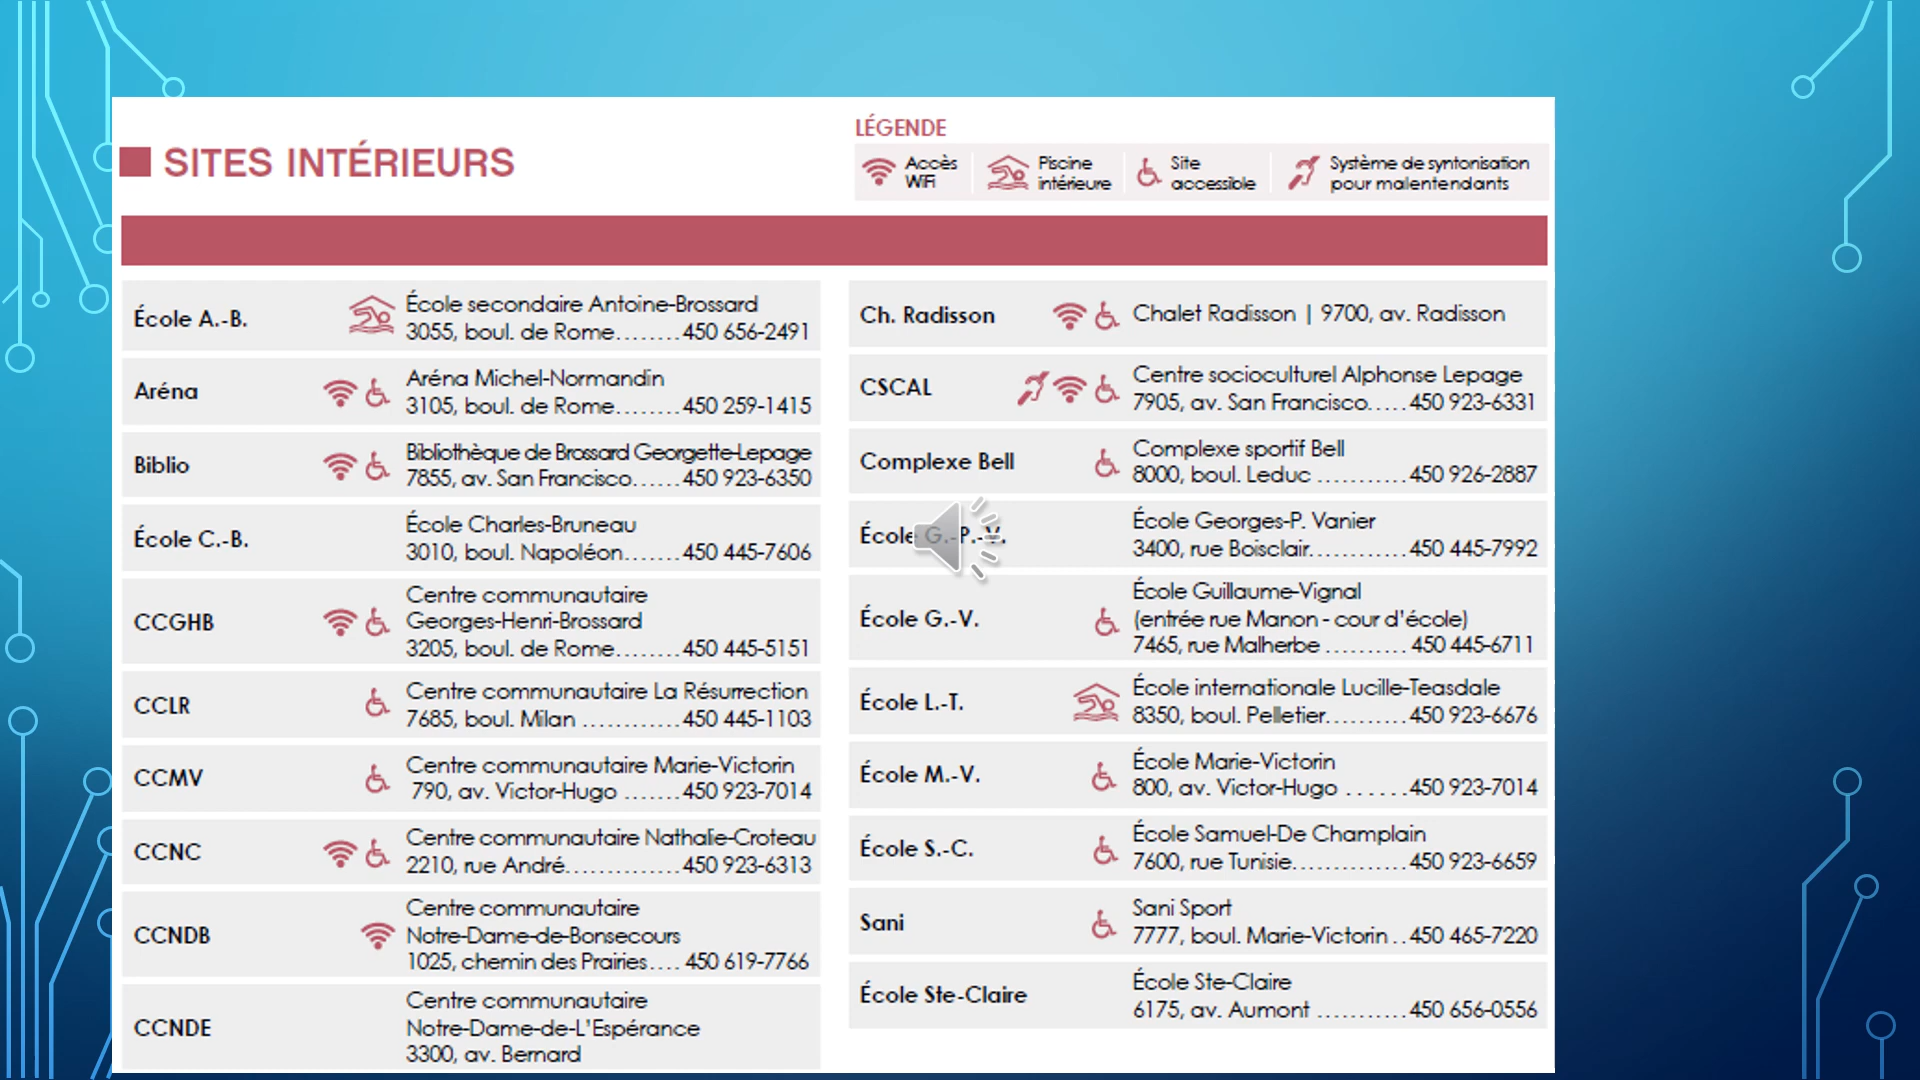 SITES INTÉRIEURS
LÉGENDE
Accès
WiFi
Piscine
intérieure
Site
accessible
Système de syntonisation
pour malentendants
École A.-B.
École secondaire Antoine-Brossard
3055, boul. de Rome........450 656-2491
Aréna
Aréna Michel-Normandin
3105, boul. de Rome........450 259-1415
Biblio
Bibliothèque de Brossard Georgette-Lepage
7855, av. San Francisco......450 923-6350
École C.-B.
École Charles-Bruneau
3010, boul. Napoléon.......450 445-7606
CCGHB
Centre communautaire
Georges-Henri-Brossard
3205, boul. de Rome........450 445-5151
CCLR
Centre communautaire La Résurrection
7685, boul. Milan ............450 445-1103
CCMV
Centre communautaire Marie-Victorin
790, av. Victor-Hugo .......450 923-7014
CCNC
Centre communautaire Nathalie-Croteau
2210, rue André..............450 923-6313
CCNDB
Centre communautaire
Notre-Dame-de-Bonsecours
1025, chemin des Prairies.... 450 619-7766
CCNDE
Centre communautaire
Notre-Dame-de-L'Espérance
3300, av. Bernard
Ch. Radisson
Chalet Radisson | 9700, av. Radisson
CSCAL
Centre socioculturel Alphonse Lepage
7905, av. San Francisco.....450 923-6331
Complexe Bell
Complexe sportif Bell
8000, boul. Leduc ...........450 926-2887
École G.-P.-V.
École Georges-P. Vanier
3400, rue Boisclair............450 445-7992
École G.-V.
École Guillaume-Vignal
(entrée rue Manon - cour d'école)
7465, rue Malherbe .......... 450 445-6711
École L.-T.
École internationale Lucille-Teasdale
8350, boul. Pelletier..........450 923-6676
École M.-V.
École Marie-Victorin
800, av. Victor-Hugo ......450 923-7014
École S.-C.
École Samuel-De Champlain
7600, rue Tunisie..............450 923-6659
Sani
Sani Sport
7777, boul. Marie-Victorin ..450 465-7220
École Ste-Claire
École Ste-Claire
6175, av. Aumont ...........450 656-0556